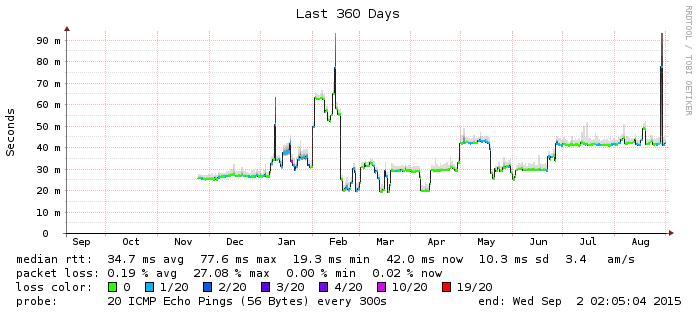 Last 360 Days
RRDTOOL / TOBI OETIKER
Seconds
90 m
80 m
70 m
60 m
50 m
40 m
30 m
20 m
10 m
0
Sep Oct Nov Dec Jan Feb Mar Apr May Jun Jul Aug
median rtt: 34.7 ms avg 77.6 ms max 19.3 ms min 42.0 ms now 10.3 ms sd 3.4 am/s
packet loss: 0.19 % avg 27.08 % max 0.00 % min 0.02 % now
loss color: 0 1/20 2/20 3/20 4/20 10/20 19/20
probe: 20 ICMP Echo Pings (56 Bytes) every 300s end: Wed Sep 2 02:05:04 2015